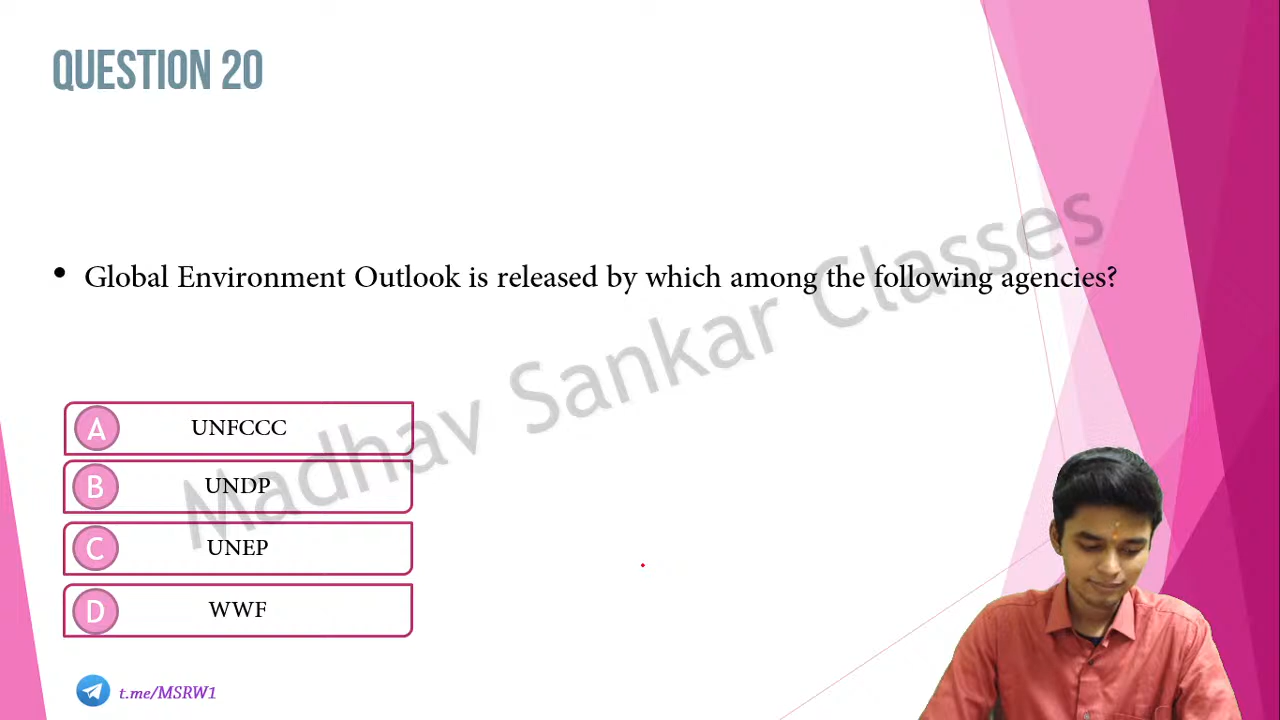 QUESTION 20
• Global Environment Outlook is released by which among the following agencies?
Madhav Sankar Classes
A UNFCCC
B UNDP
C UNEP
D WWF
t.me/MSRW1